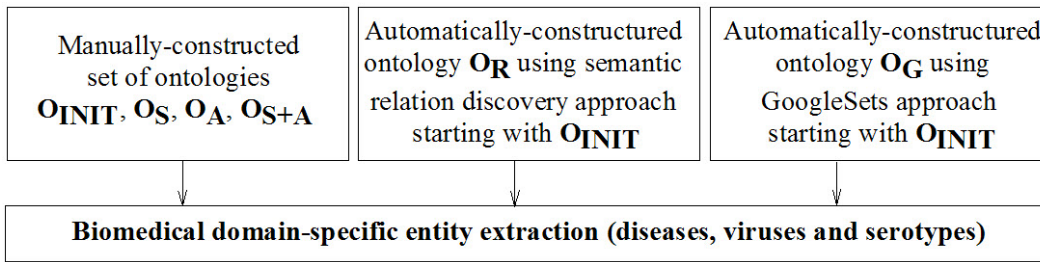 Manually-constructed
set of ontologies
OINIT, OS, OA, OS+A
Automatically-constructured
ontology OR using semantic
relation discovery approach
starting with OINIT
Automatically-constructured
ontology OG using
GoogleSets approach
starting with OINIT
Biomedical domain-specific entity extraction (diseases, viruses and serotypes)